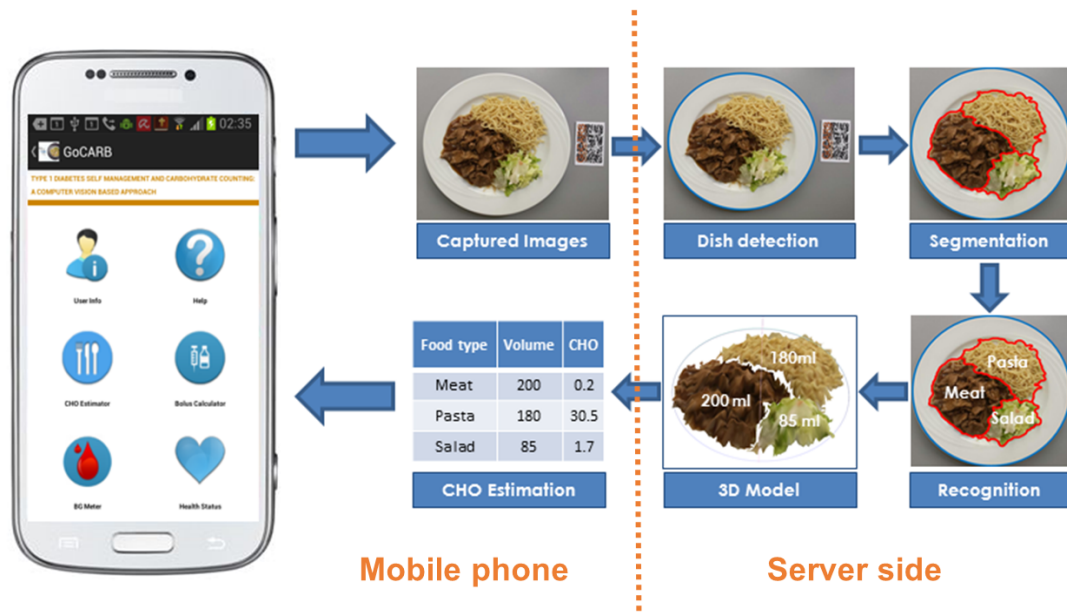 02:35
GoCARB
TYPE 1 DIABETES SELF MANAGEMENT AND CARBOHYDRATE COUNTING:
A COMPUTER VISION BASED APPROACH
User Info
Help
CHO Estimator
Bolus Calculator
BG Meter
Health Status
Captured Images
Dish detection
Segmentation
Pasta
Meat
Salad
Recognition
180ml
200 ml
85 ml
3D Model
Food type Volume CHO
Meat 200 0.2
Pasta 180 30.5
Salad 85 1.7
CHO Estimation
Mobile phone
Server side